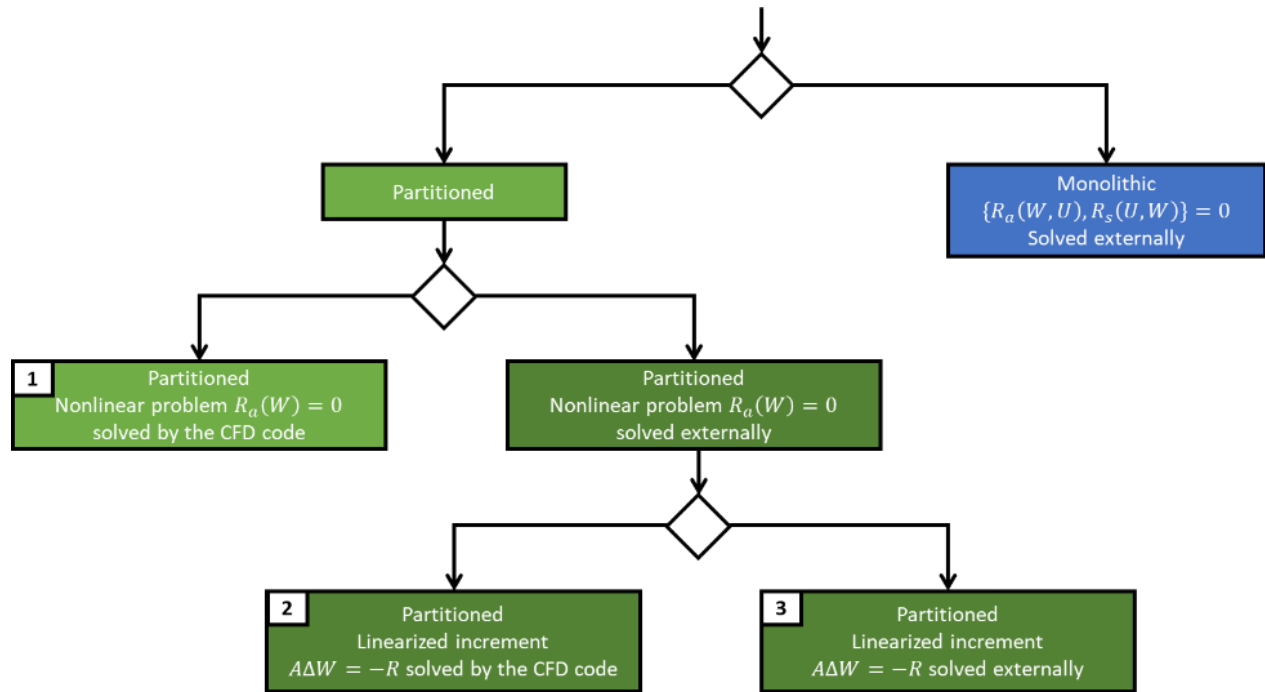 Partitioned
Monolithic
{R_a(W, U), R_s(U, W)} = 0
Solved externally
1
Partitioned
Nonlinear problem R_a(W) = 0
solved by the CFD code
Partitioned
Nonlinear problem R_a(W) = 0
solved externally
2
Partitioned
Linearized increment
AΔW = −R solved by the CFD code
3
Partitioned
Linearized increment
AΔW = −R solved externally